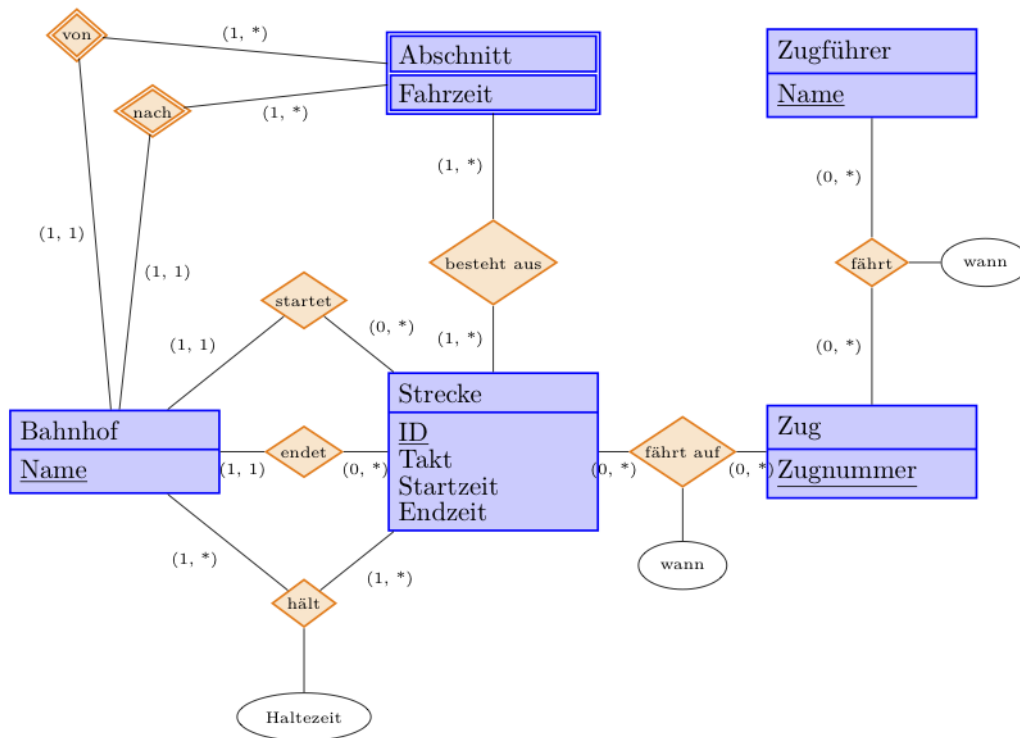 von
(1, *)
Abschnitt
Fahrzeit
nach
(1, *)
Zugführer
Name
(1, *)
(0, *)
(1, 1)
(1, 1)
besteht aus
fährt
wann
startet
(0, *)
(1, 1)
(1, *)
(0, *)
Bahnhof
Name
endet
(1, 1)
(0, *)
Strecke
ID
Takt
Startzeit
Endzeit
fährt auf
(0, *)
(0, *)
Zug
Zugnummer
(1, *)
(1, *)
wann
hält
Haltezeit